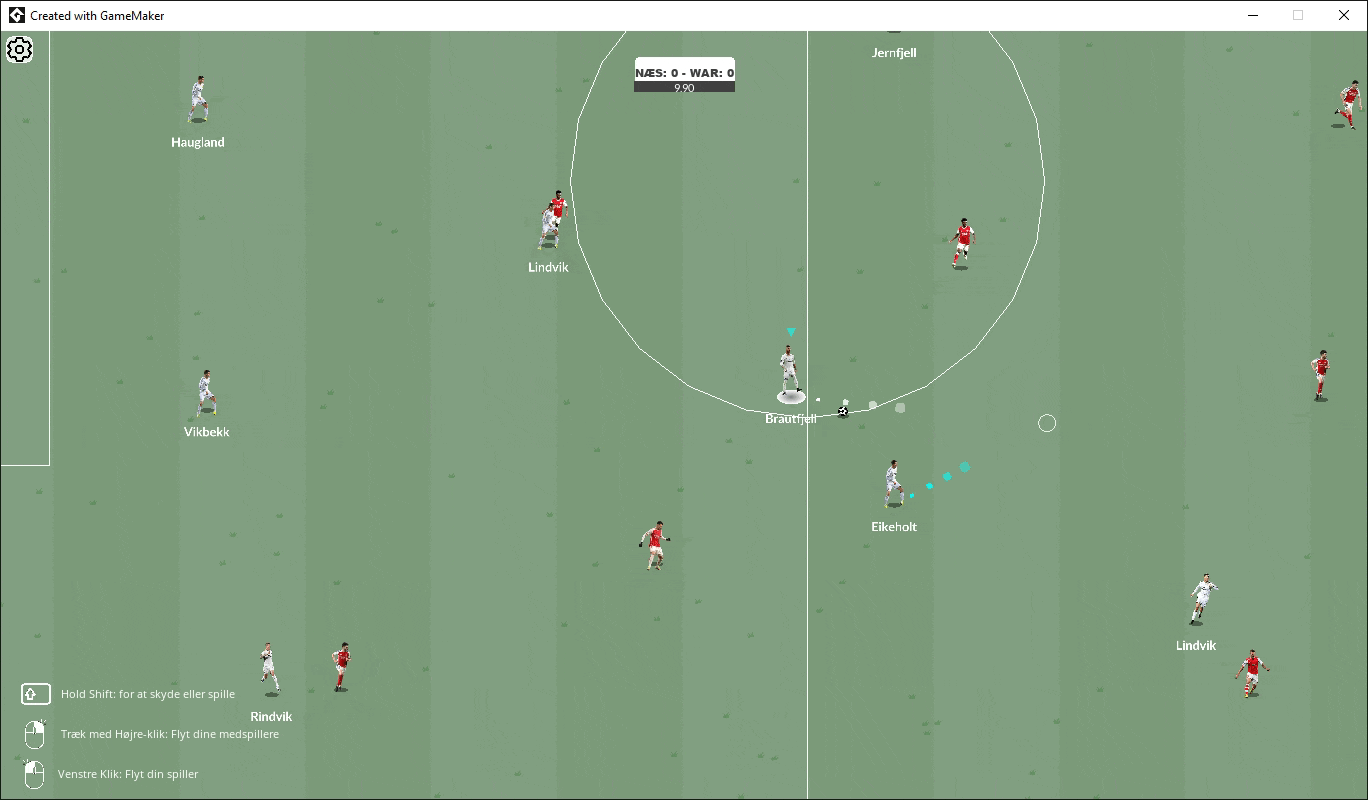 Created with GameMaker
Jernfjell
NÆS: 0 - WAR: 0
9.90
Haugland
Lindvik
Brautfjell
Vikbekk
Eikeholt
Lindvik
Hold Shift: for at skyde eller spille
Rindvik
Træk med Højre-klik: Flyt dine medspillere
Venstre Klik: Flyt din spiller